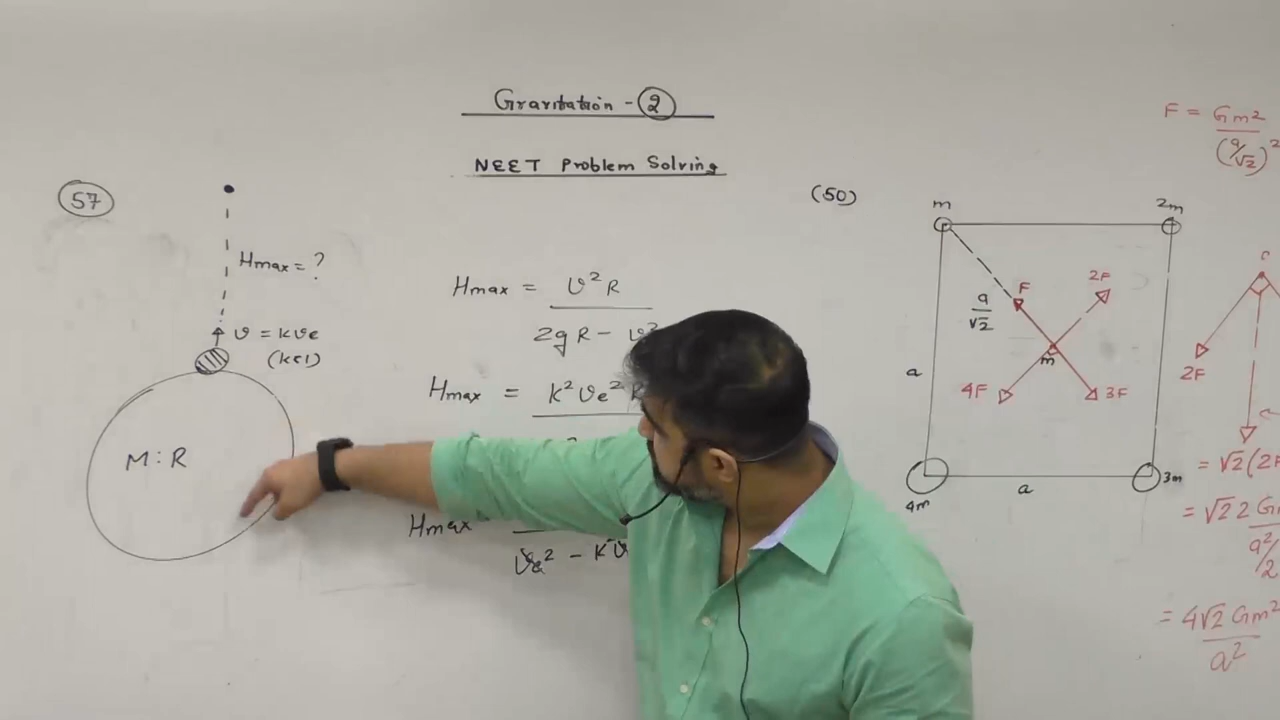 Gravitation - 2
NEET Problem Solving
57
Hmax = ?
v = kve
(k<1)
M : R
Hmax = v²R
2gR - v²
Hmax = k²ve²R
Hmax
ve² - k²v
(50)
m
2m
a/√2
F
2F
m
4F
3F
a
a
4m
3m
F = Gm²
(a/√2)²
2F
= √2(2F
= √2 2 Gm
a²/2
= 4√2 Gm²
a²